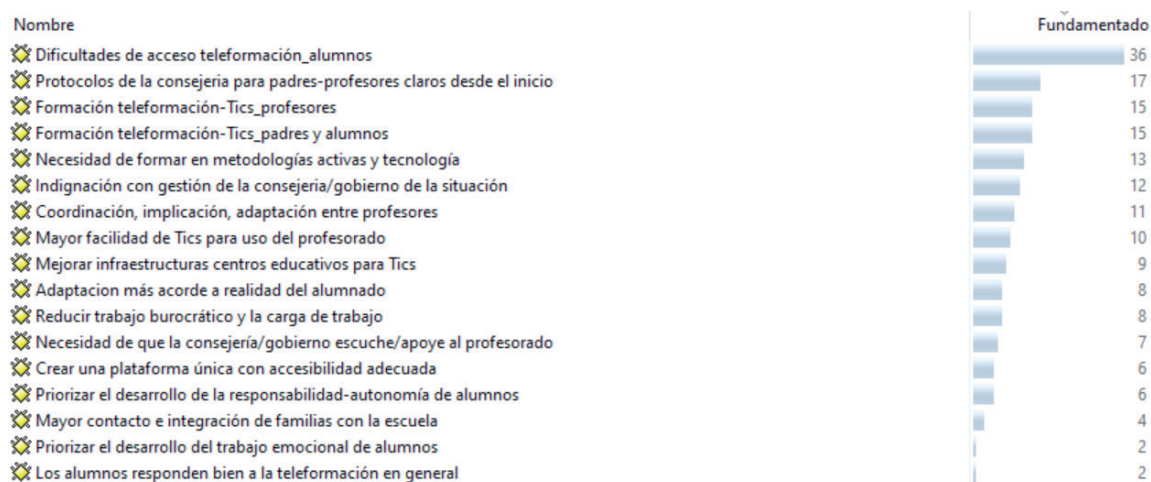 Nombre Fundamentado
Dificultades de acceso teleformación_alumnos 36
Protocolos de la consejeria para padres-profesores claros desde el inicio 17
Formación teleformación-Tics_profesores 15
Formación teleformación-Tics_padres y alumnos 15
Necesidad de formar en metodologías activas y tecnología 13
Indignación con gestión de la consejeria/gobierno de la situación 12
Coordinación, implicación, adaptación entre profesores 11
Mayor facilidad de Tics para uso del profesorado 10
Mejorar infraestructuras centros educativos para Tics 9
Adaptacion más acorde a realidad del alumnado 8
Reducir trabajo burocrático y la carga de trabajo 8
Necesidad de que la consejería/gobierno escuche/apoye al profesorado 7
Crear una plataforma única con accesibilidad adecuada 6
Priorizar el desarrollo de la responsabilidad-autonomía de alumnos 6
Mayor contacto e integración de familias con la escuela 4
Priorizar el desarrollo del trabajo emocional de alumnos 2
Los alumnos responden bien a la teleformación en general 2